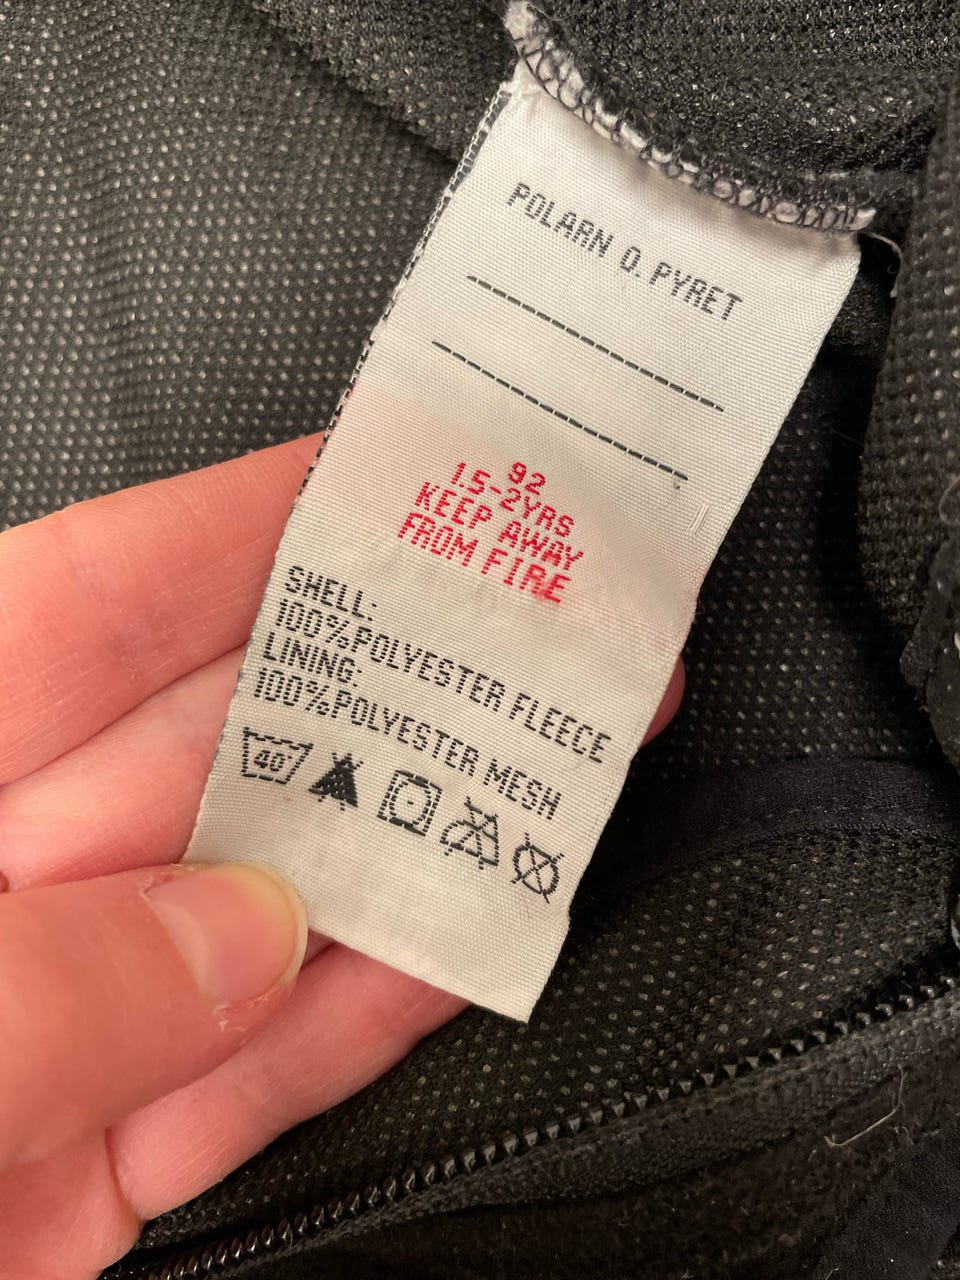 POLARN O. PYRET
92
1.5-2YRS
KEEP AWAY
FROM FIRE
SHELL:
100%POLYESTER FLEECE
LINING:
100%POLYESTER MESH
40°